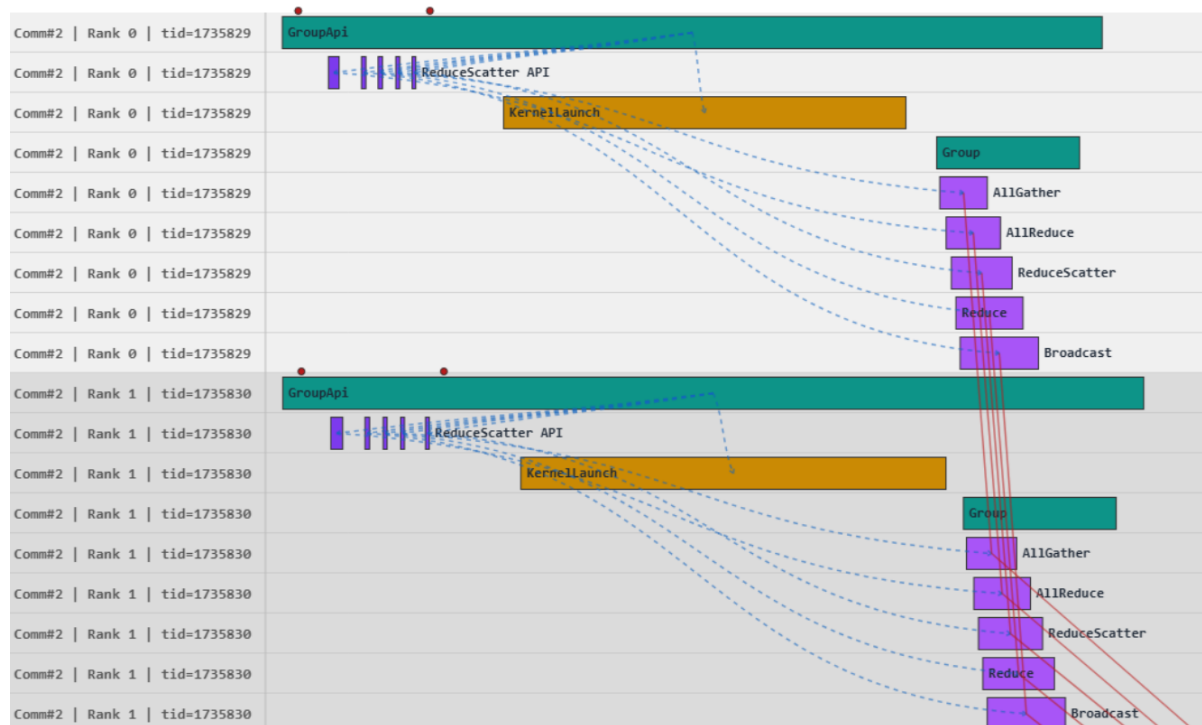 Comm#2 | Rank 0 | tid=1735829 GroupApi
Comm#2 | Rank 0 | tid=1735829 ReduceScatter API
Comm#2 | Rank 0 | tid=1735829 KernelLaunch
Comm#2 | Rank 0 | tid=1735829 Group
Comm#2 | Rank 0 | tid=1735829 AllGather
Comm#2 | Rank 0 | tid=1735829 AllReduce
Comm#2 | Rank 0 | tid=1735829 ReduceScatter
Comm#2 | Rank 0 | tid=1735829 Reduce
Comm#2 | Rank 0 | tid=1735829 Broadcast
Comm#2 | Rank 1 | tid=1735830 GroupApi
Comm#2 | Rank 1 | tid=1735830 ReduceScatter API
Comm#2 | Rank 1 | tid=1735830 KernelLaunch
Comm#2 | Rank 1 | tid=1735830 Group
Comm#2 | Rank 1 | tid=1735830 AllGather
Comm#2 | Rank 1 | tid=1735830 AllReduce
Comm#2 | Rank 1 | tid=1735830 ReduceScatter
Comm#2 | Rank 1 | tid=1735830 Reduce
Comm#2 | Rank 1 | tid=1735830 Broadcast